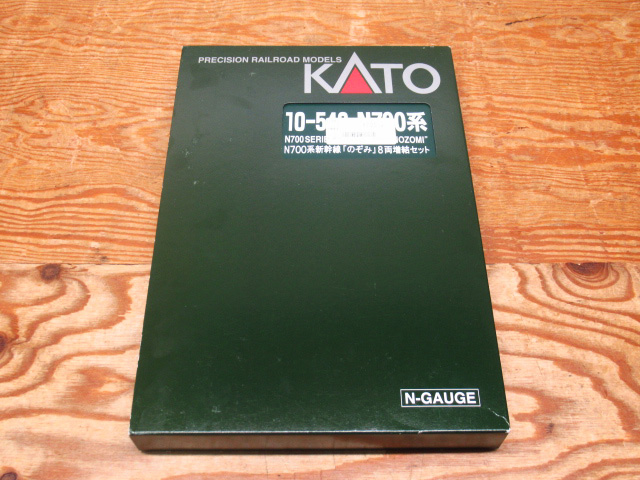 PRECISION RAILROAD MODELS
KATO
N700系
N700 SERIES NOZOMI"
N700系新幹線「のぞみ」8両増結セット
N-GAUGE